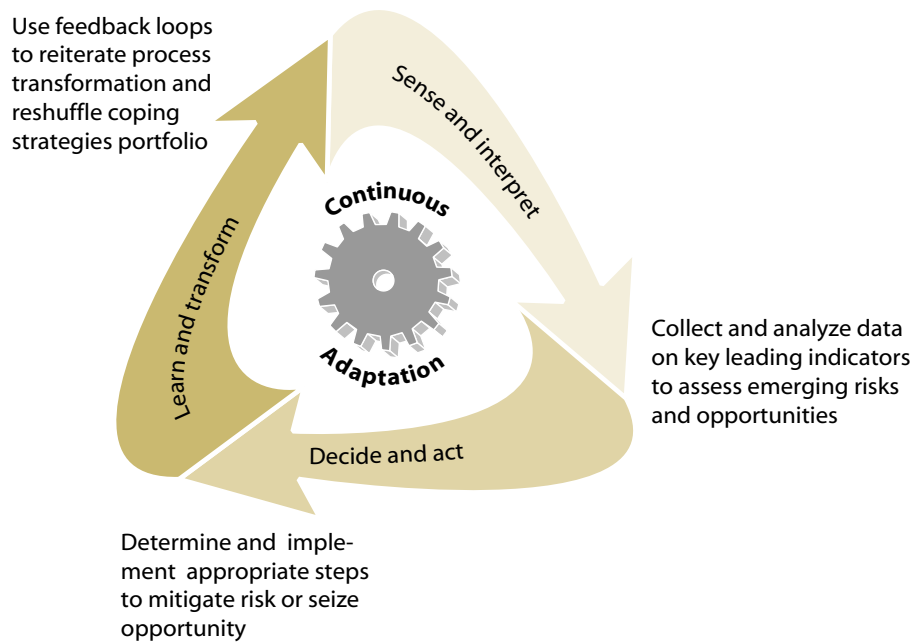 Use feedback loops
to reiterate process
transformation and
reshuffle coping
strategies portfolio
Sense and interpret
Continuous
Adaptation
Learn and transform
Collect and analyze data
on key leading indicators
to assess emerging risks
and opportunities
Decide and act
Determine and imple-
ment appropriate steps
to mitigate risk or seize
opportunity